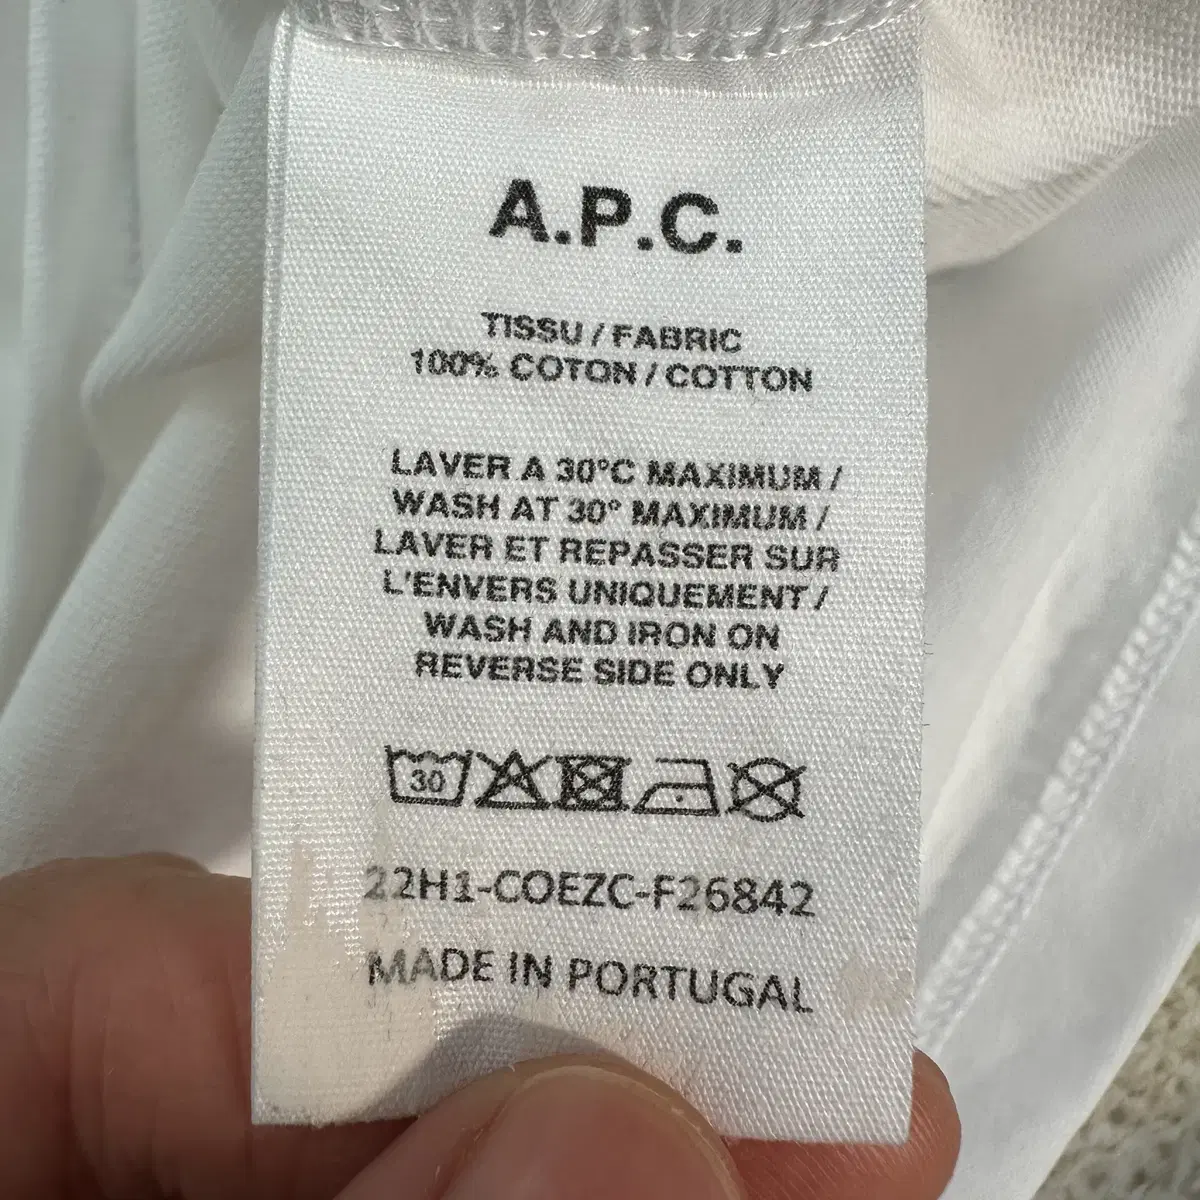 A.P.C.
TISSU / FABRIC
100% COTON / COTTON
LAVER A 30°C MAXIMUM /
WASH AT 30° MAXIMUM /
LAVER ET REPASSER SUR
L'ENVERS UNIQUEMENT /
WASH AND IRON ON
REVERSE SIDE ONLY
30
22H1-COEZC-F26842
MADE IN PORTUGAL